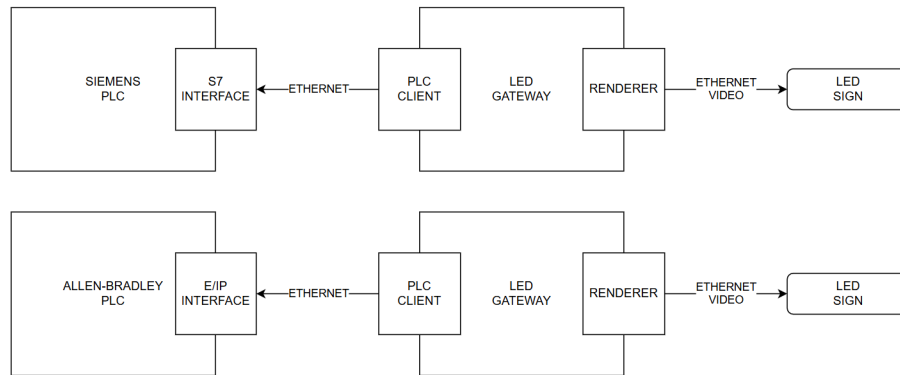 SIEMENS
PLC
S7
INTERFACE
ETHERNET
PLC
CLIENT
LED
GATEWAY
RENDERER
ETHERNET
VIDEO
LED
SIGN
ALLEN-BRADLEY
PLC
E/IP
INTERFACE
ETHERNET
PLC
CLIENT
LED
GATEWAY
RENDERER
ETHERNET
VIDEO
LED
SIGN